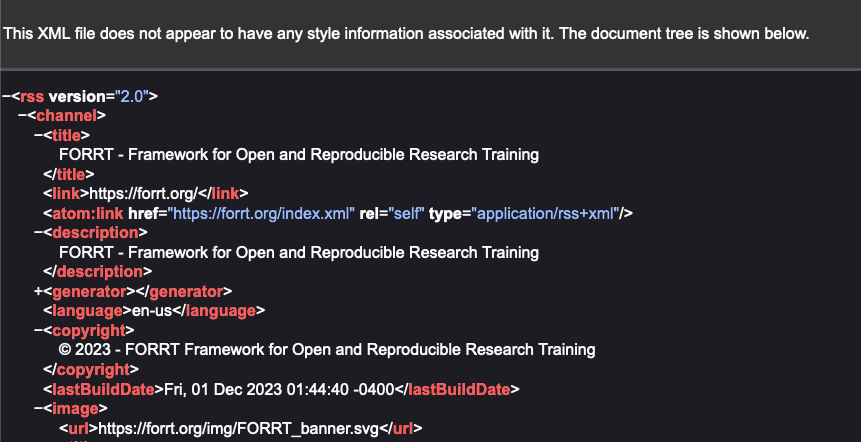 This XML file does not appear to have any style information associated with it. The document tree is shown below.
−<rss version="2.0">
−<channel>
−<title>
FORRT - Framework for Open and Reproducible Research Training
</title>
<link>https://forrt.org/</link>
<atom:link href="https://forrt.org/index.xml" rel="self" type="application/rss+xml"/>
−<description>
FORRT - Framework for Open and Reproducible Research Training
</description>
+<generator></generator>
<language>en-us</language>
−<copyright>
© 2023 - FORRT Framework for Open and Reproducible Research Training
</copyright>
<lastBuildDate>Fri, 01 Dec 2023 01:44:40 -0400</lastBuildDate>
−<image>
<url>https://forrt.org/img/FORRT_banner.svg</url>